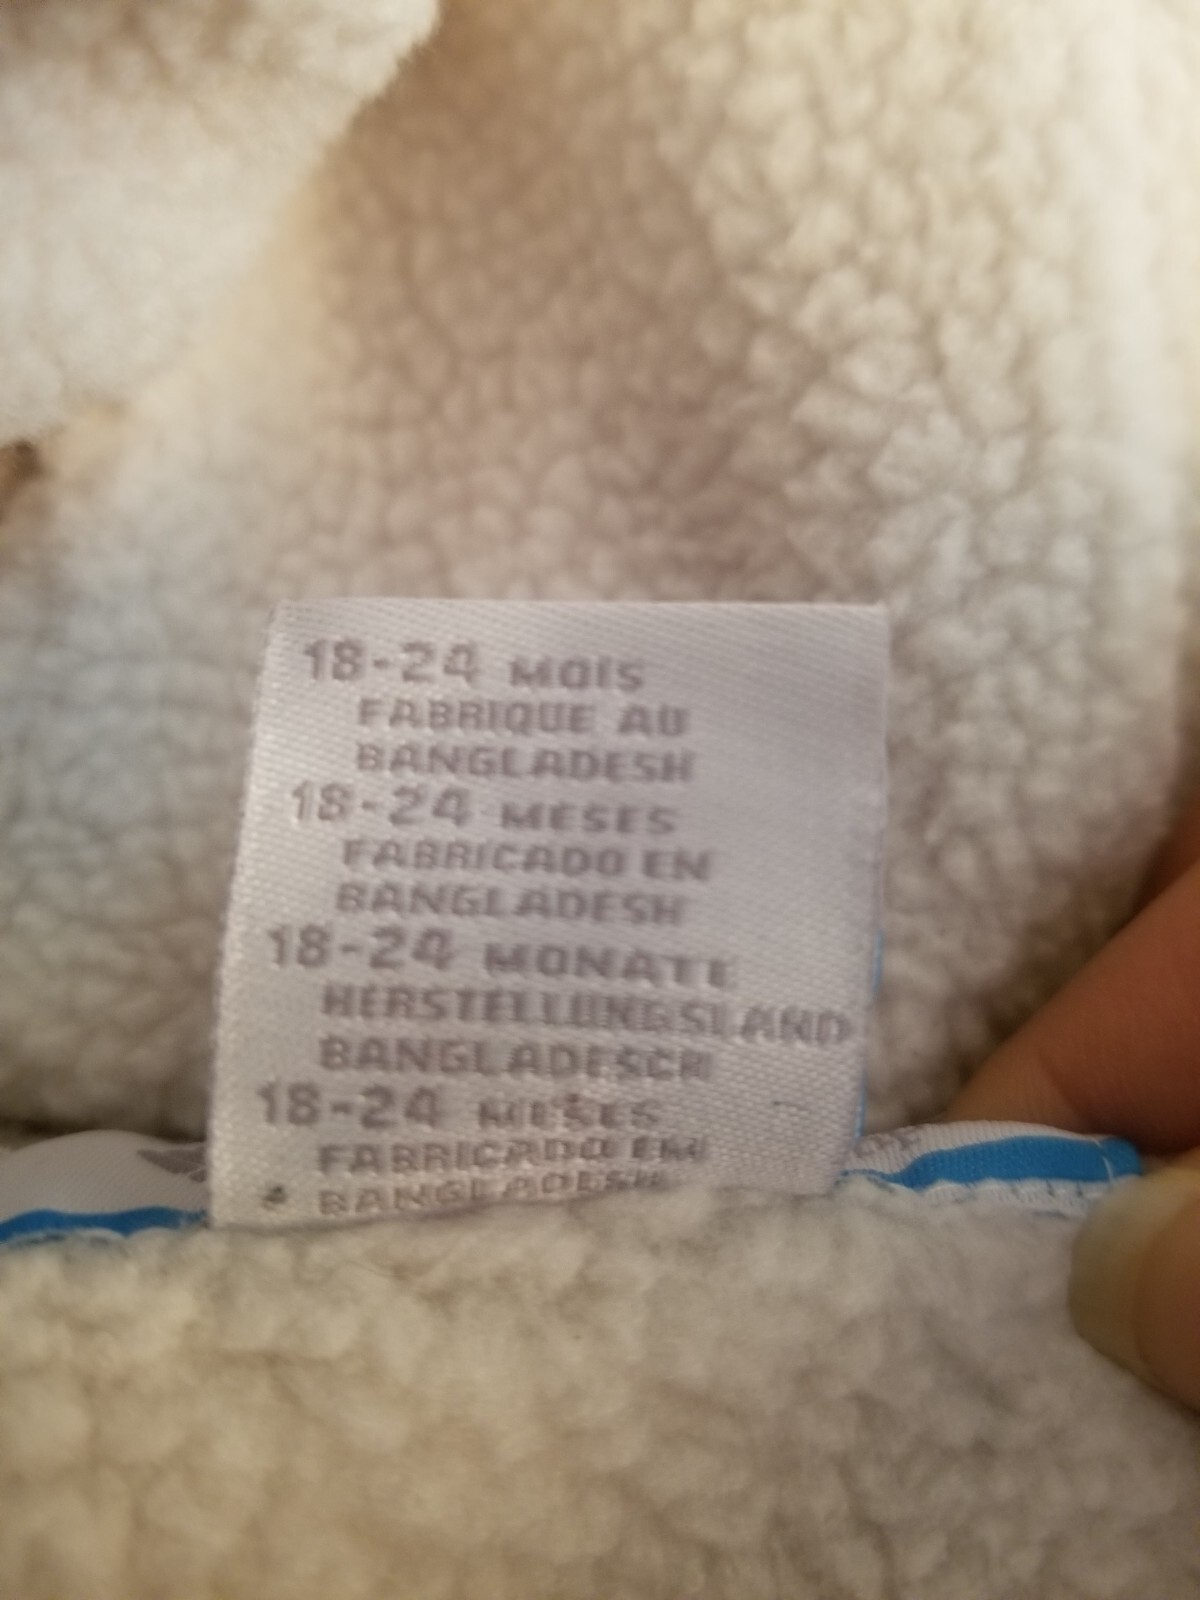 18-24 MOIS
FABRIQUE AU
BANGLADESH
18-24 MESES
FABRICADO EN
BANGLADESH
18-24 MONATE
HERSTELLUNGSLAND
BANGLADESCH
18-24 MESES
FABRICADO EM
BANGLADESH